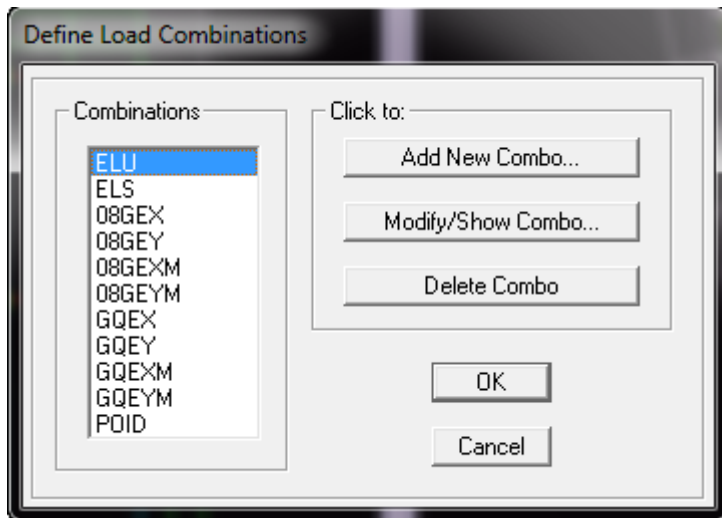 Define Load Combinations
Combinations
ELU
ELS
08GEX
08GEY
08GEXM
08GEYM
GQEX
GQEY
GQEXM
GQEYM
POID
Click to:
Add New Combo...
Modify/Show Combo...
Delete Combo
OK
Cancel